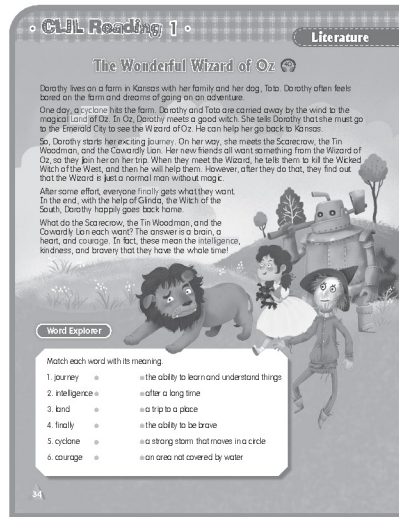 CLIL Reading 1
Literature
The Wonderful Wizard of Oz
Dorothy lives on a farm in Kansas with her family and her dog, Toto. Dorothy often feels
bored on the farm and dreams of going on an adventure.
One day, a cyclone hits the farm. Dorothy and Toto are carried away by the wind to the
magical Land of Oz. In Oz, Dorothy meets a good witch. She tells Dorothy that she must go
to the Emerald City to see the Wizard of Oz. He can help her go back to Kansas.
So, Dorothy starts her exciting journey. On her way, she meets the Scarecrow, the Tin
Woodman, and the Cowardly Lion. Her new friends all want something from the Wizard of
Oz, so they join her on her trip. When they meet the Wizard, he tells them to kill the Wicked
Witch of the West, and then he will help them. However, after they do that, they find out
that the Wizard is just a normal man without magic.
After some effort, everyone finally gets what they want.
In the end, with the help of Glinda, the Witch of the
South, Dorothy happily goes back home.
What do the Scarecrow, the Tin Woodman, and the
Cowardly Lion each want? The answer is a brain, a
heart, and courage. In fact, these mean the intelligence,
kindness, and bravery that they have the whole time!
Word Explorer
Match each word with its meaning.
1. journey the ability to learn and understand things
2. intelligence after a long time
3. land a trip to a place
4. finally the ability to be brave
5. cyclone a strong storm that moves in a circle
6. courage an area not covered by water
34